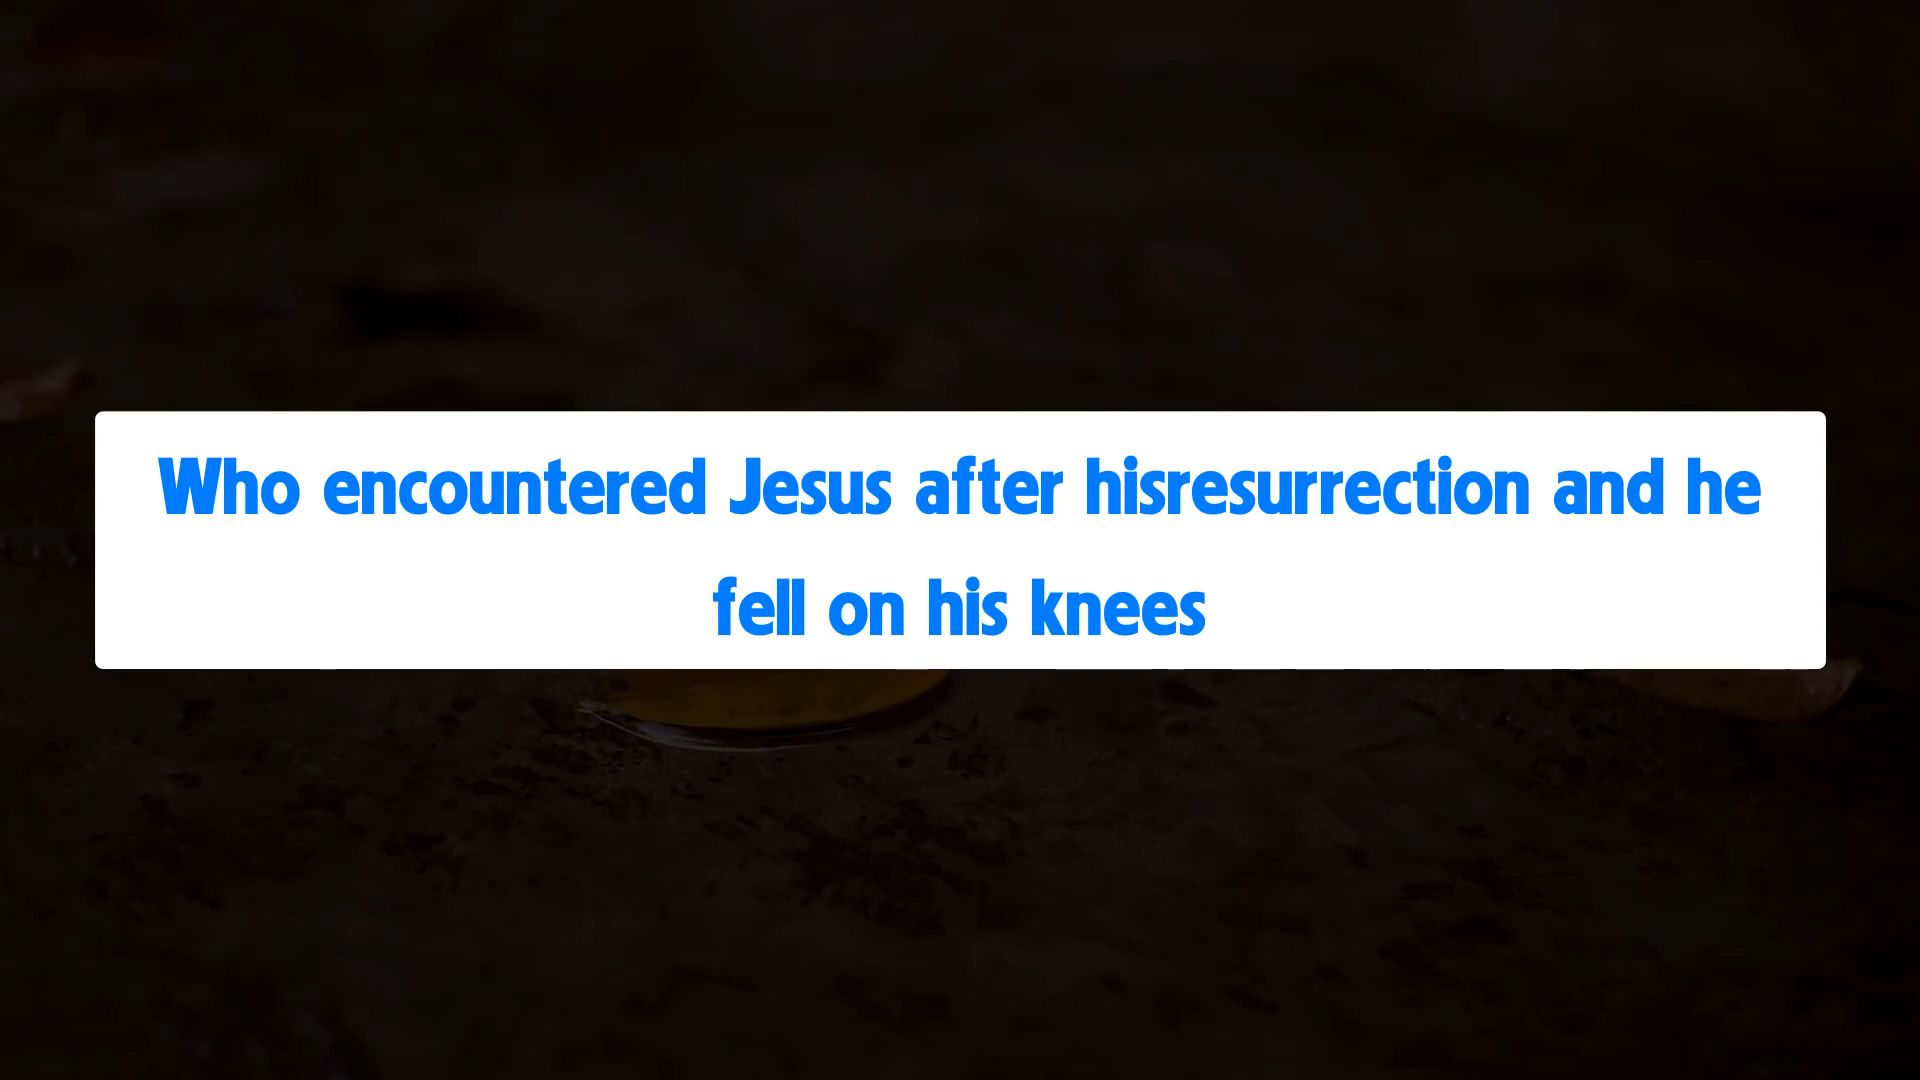 Who encountered Jesus after hisresurrection and he
fell on his knees